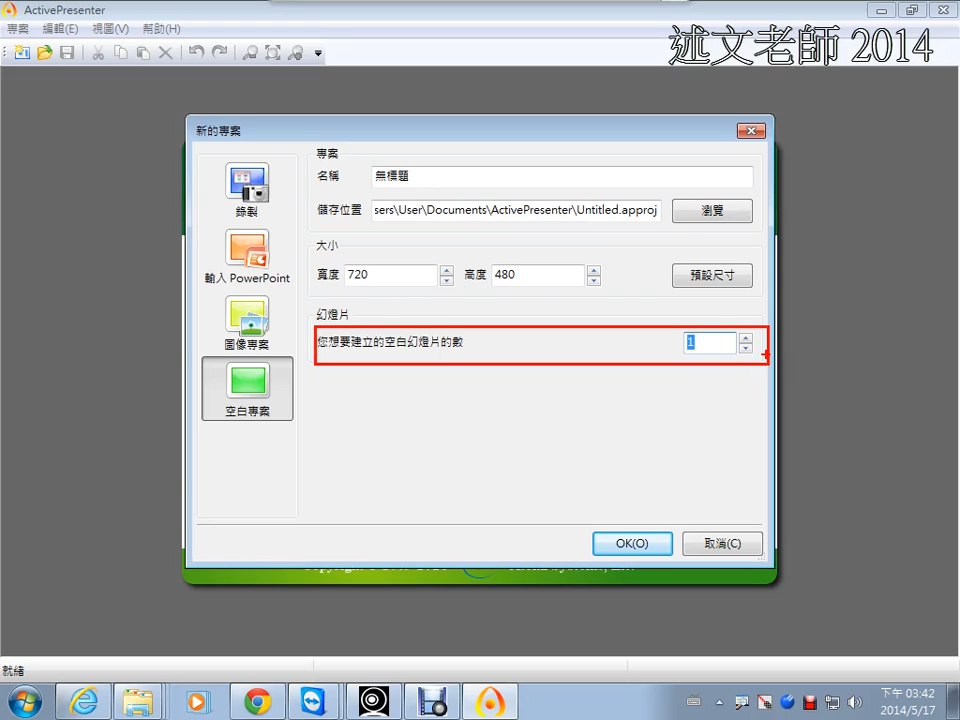 ActivePresenter
專案 編輯(E) 視圖(V) 幫助(H)
述文老師 2014
新的專案
錄製
輸入 PowerPoint
圖像專案
空白專案
專案
名稱 無標題
儲存位置 sers\User\Documents\ActivePresenter\Untitled.approj 瀏覽
大小
寬度 720 高度 480 預設尺寸
幻燈片
您想要建立的空白幻燈片的數 1
OK(O) 取消(C)
就緒
下午 03:42
2014/5/17